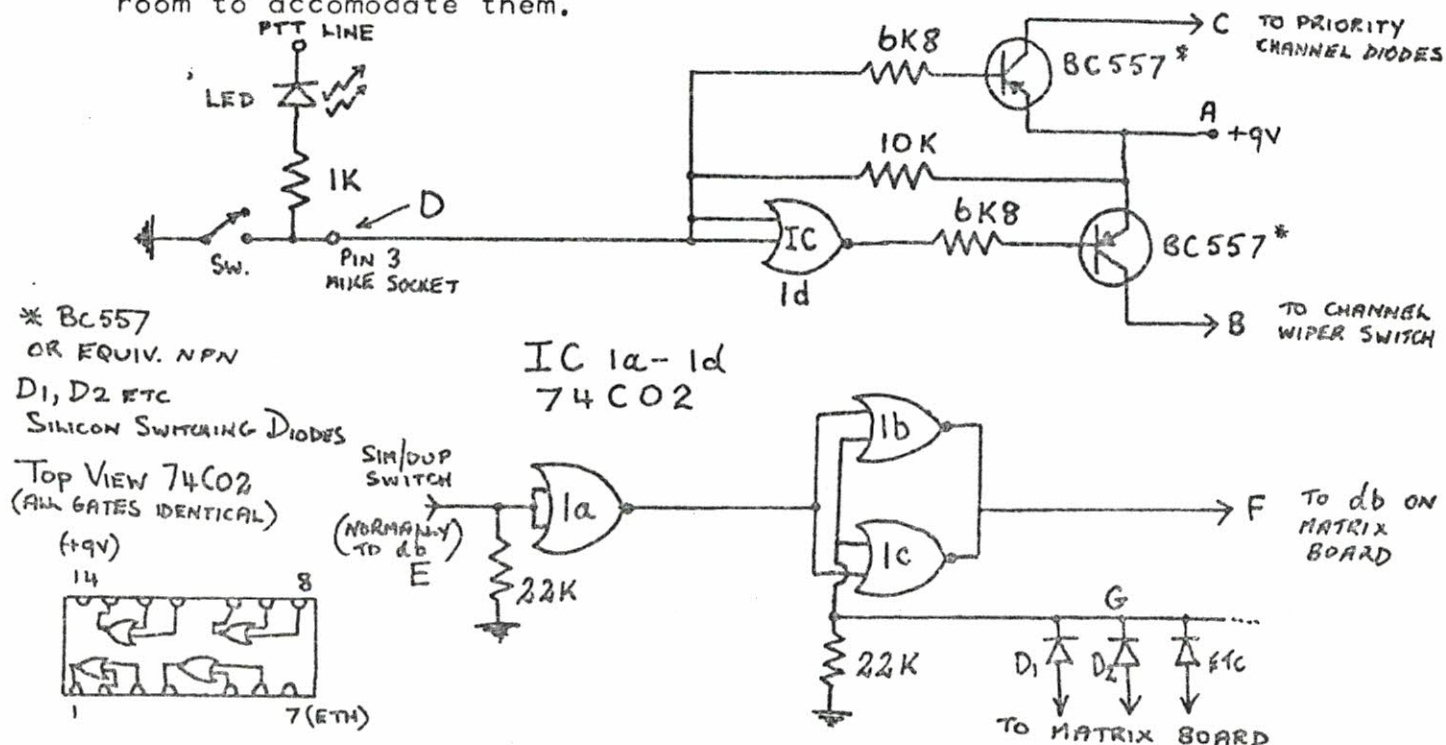 room to accomodate them.
PTT LINE
LED
1K
D
SW.
PIN 3
MIKE SOCKET
6K8
BC557*
C TO PRIORITY
CHANNEL DIODES
A
+9V
10K
IC
1d
6K8
BC557*
B TO CHANNEL
WIPER SWITCH
* BC557
OR EQUIV. NPN
D1, D2 ETC
SILICON SWITCHING DIODES
TOP VIEW 74C02
(ALL GATES IDENTICAL)
(+9V)
14
8
1
7 (ETH)
IC 1a-1d
74C02
SIM/DUP
SWITCH
(NORMALLY
TO db)
E
22K
1a
1b
1c
F TO db ON
MATRIX
BOARD
G
22K
D1
D2
ETC
TO MATRIX BOARD